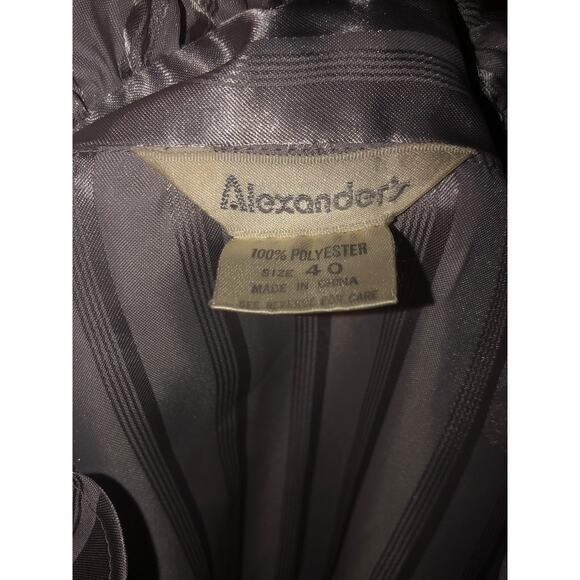 Alexander's
100% POLYESTER
SIZE 40
MADE IN CHINA
SEE REVERSE FOR CARE